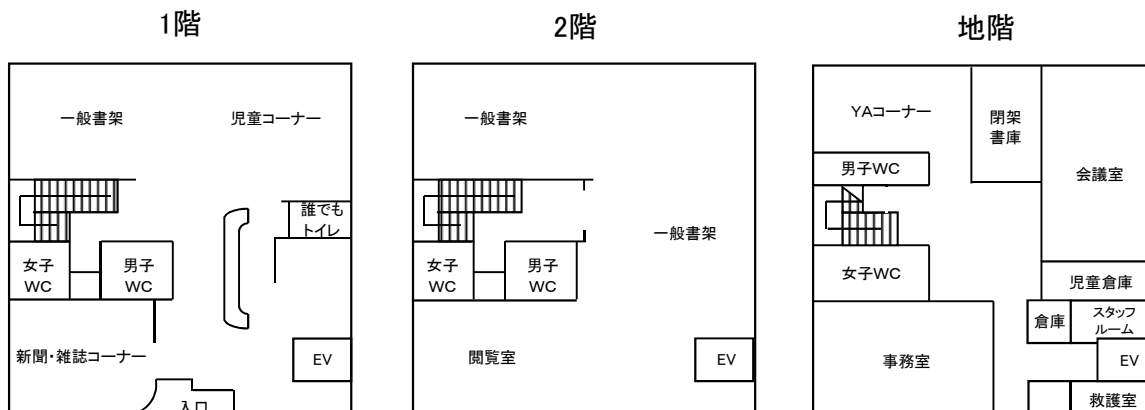 1階
2階
地階
一般書架
児童コーナー
誰でも
トイレ
女子
WC
男子
WC
新聞・雑誌コーナー
EV
入口
一般書架
一般書架
女子
WC
男子
WC
閲覧室
EV
YAコーナー
閉架
書庫
会議室
男子WC
女子WC
児童倉庫
倉庫
スタッフ
ルーム
事務室
EV
救護室